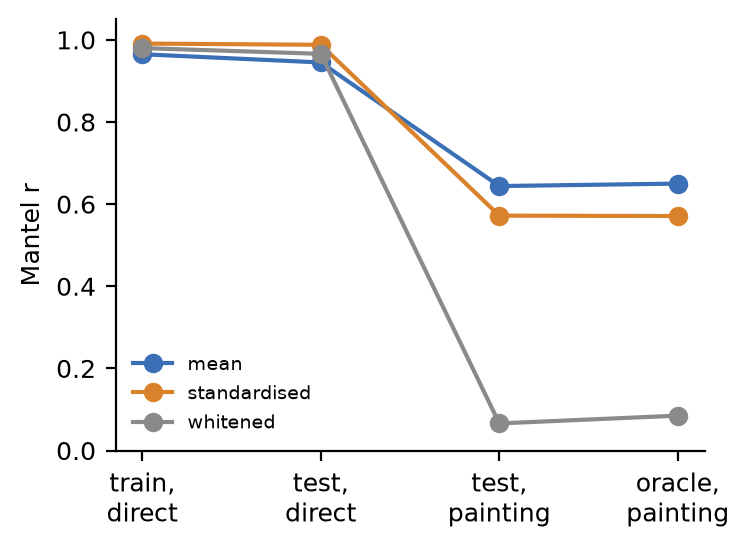 1.0
0.8
0.6
0.4
0.2
0.0
Mantel r
mean
standardised
whitened
train,
direct
test,
direct
test,
painting
oracle,
painting